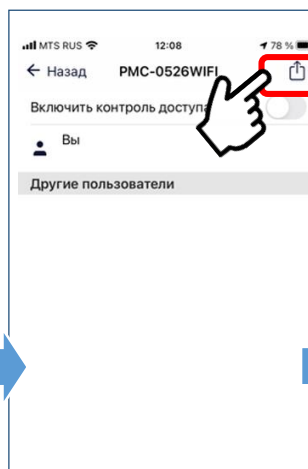 MTS RUS 12:08 78 %
← Назад PMC-0526WIFI
Включить контроль доступа
Вы
Другие пользователи